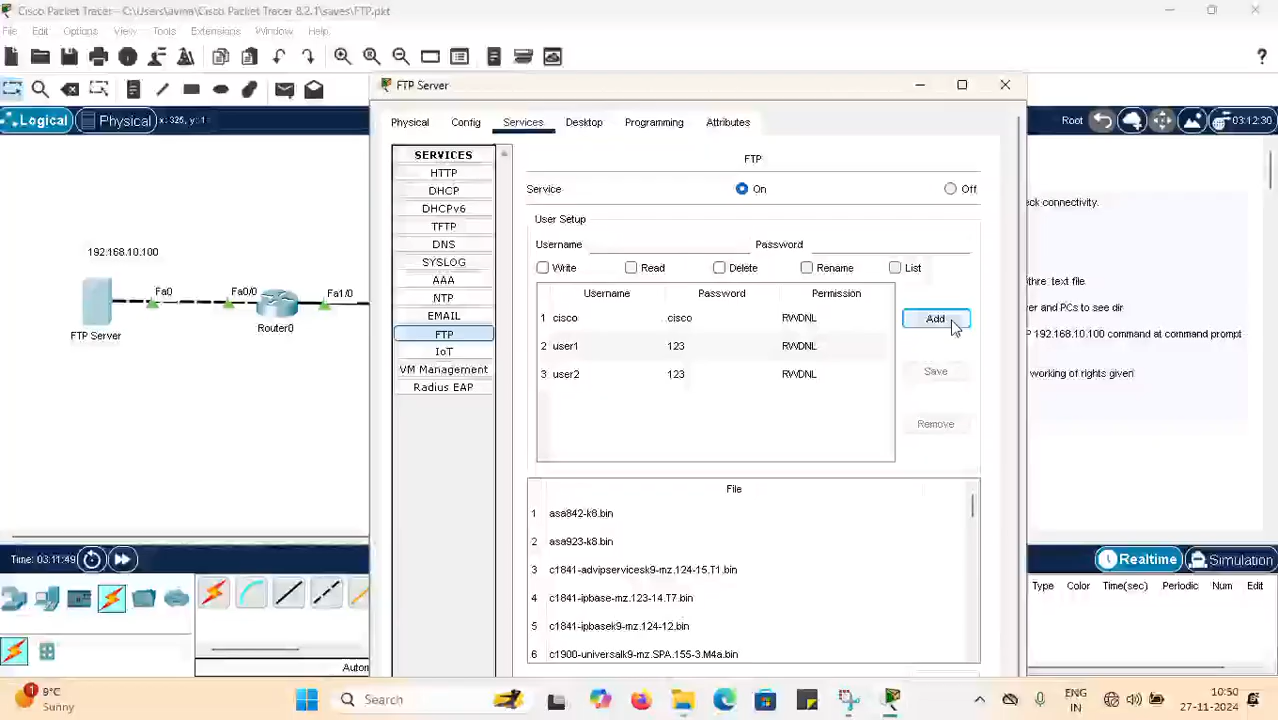 Cisco Packet Tracer - C:\Users\avinn\Cisco Packet Tracer 8.2.1\saves\FTP.pkt
File Edit Options View Tools Extensions Window Help
FTP Server
Logical Physical x: 325, y: 1
Root 03:12:30
Physical Config Services Desktop Programming Attributes
SERVICES
HTTP
DHCP
DHCPv6
TFTP
DNS
SYSLOG
AAA
NTP
EMAIL
FTP
IoT
VM Management
Radius EAP
FTP
Service On Off
User Setup
Username Password
Write Read Delete Rename List
Username Password Permission
1 cisco cisco RWDNL
2 user1 123 RWDNL
3 user2 123 RWDNL
Add
Save
Remove
File
1 asa842-k8.bin
2 asa923-k8.bin
3 c1841-advipservicesk9-mz.124-15.T1.bin
4 c1841-ipbase-mz.123-14.T7.bin
5 c1841-ipbasek9-mz.124-12.bin
6 c1900-universalk9-mz.SPA.155-3.M4a.bin
192.168.10.100
Fa0 Fa0/0 Fa1/0
FTP Server Router0
ck connectivity.
text file
er and PCs to see dir
P 192.168.10.100 command at command prompt
working of rights given
Time: 03:11:49
Realtime Simulation
Type Color Time(sec) Periodic Num Edit
Autom
9°C
Sunny
1
Search
ENG
IN
10:50
27-11-2024